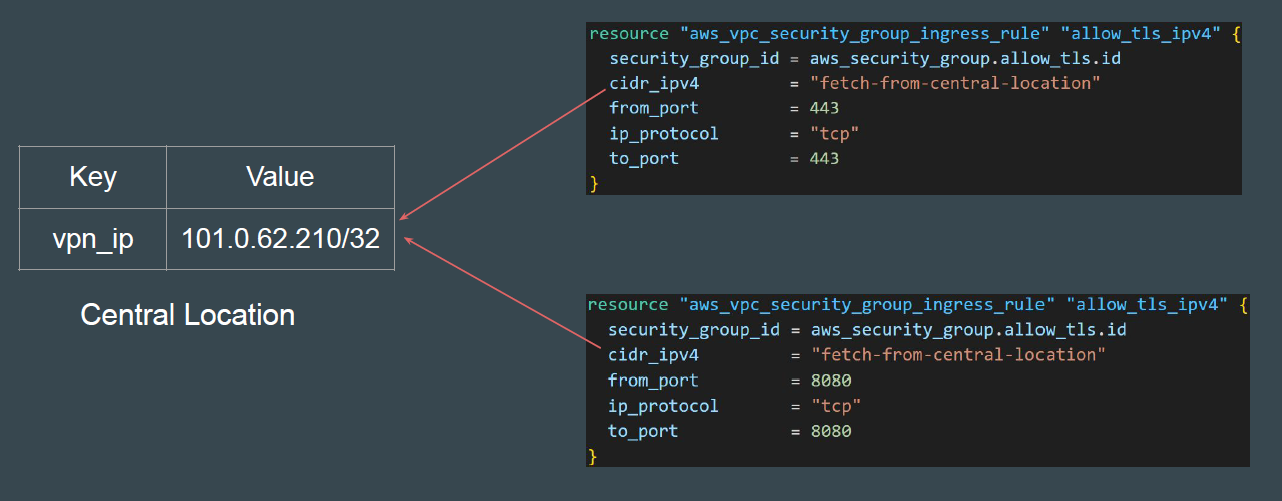 Key Value
vpn_ip 101.0.62.210/32
Central Location
resource "aws_vpc_security_group_ingress_rule" "allow_tls_ipv4" {
  security_group_id = aws_security_group.allow_tls.id
  cidr_ipv4         = "fetch-from-central-location"
  from_port         = 443
  ip_protocol       = "tcp"
  to_port           = 443
}
resource "aws_vpc_security_group_ingress_rule" "allow_tls_ipv4" {
  security_group_id = aws_security_group.allow_tls.id
  cidr_ipv4         = "fetch-from-central-location"
  from_port         = 8080
  ip_protocol       = "tcp"
  to_port           = 8080
}